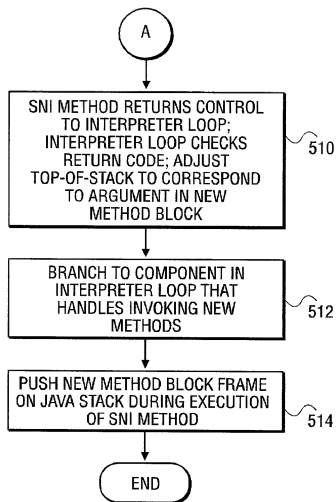 A
SNI METHOD RETURNS CONTROL
TO INTERPRETER LOOP;
INTERPRETER LOOP CHECKS
RETURN CODE; ADJUST
TOP-OF-STACK TO CORRESPOND
TO ARGUMENT IN NEW
METHOD BLOCK
510
BRANCH TO COMPONENT IN
INTERPRETER LOOP THAT
HANDLES INVOKING NEW
METHODS
512
PUSH NEW METHOD BLOCK FRAME
ON JAVA STACK DURING EXECUTION
OF SNI METHOD
514
END